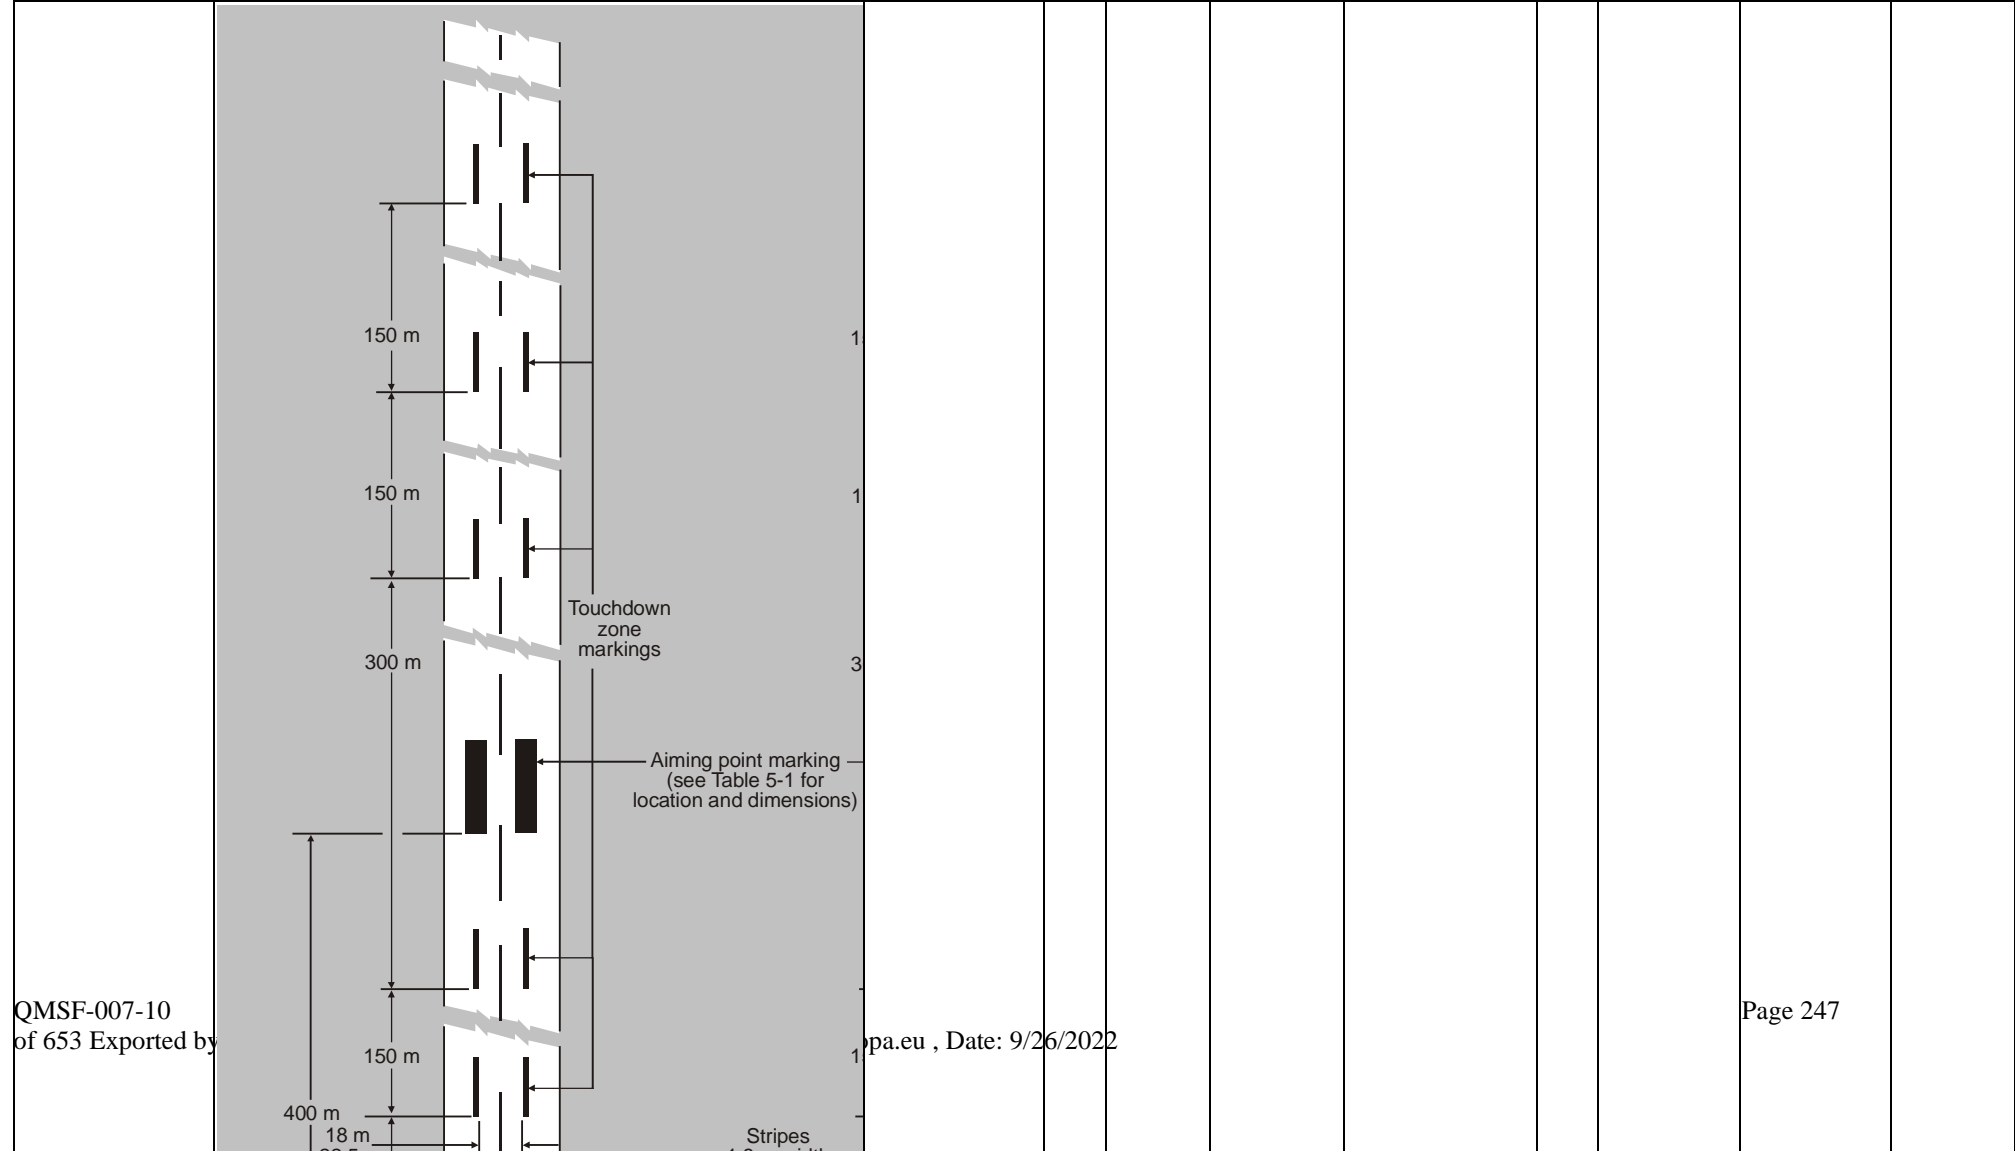 150 m
150 m
Touchdown
zone
markings
300 m
Aiming point marking
(see Table 5-1 for
location and dimensions)
QMSF-007-10
Page 247
of 653 Exported by
pa.eu , Date: 9/26/2022
150 m
400 m
18 m
Stripes